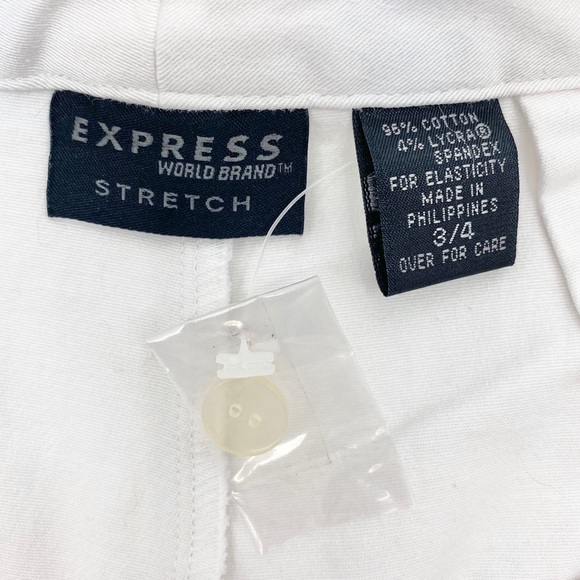 EXPRESS
WORLD BRAND™
STRETCH
96% COTTON
4% LYCRA®
SPANDEX
FOR ELASTICITY
MADE IN
PHILIPPINES
3/4
OVER FOR CARE